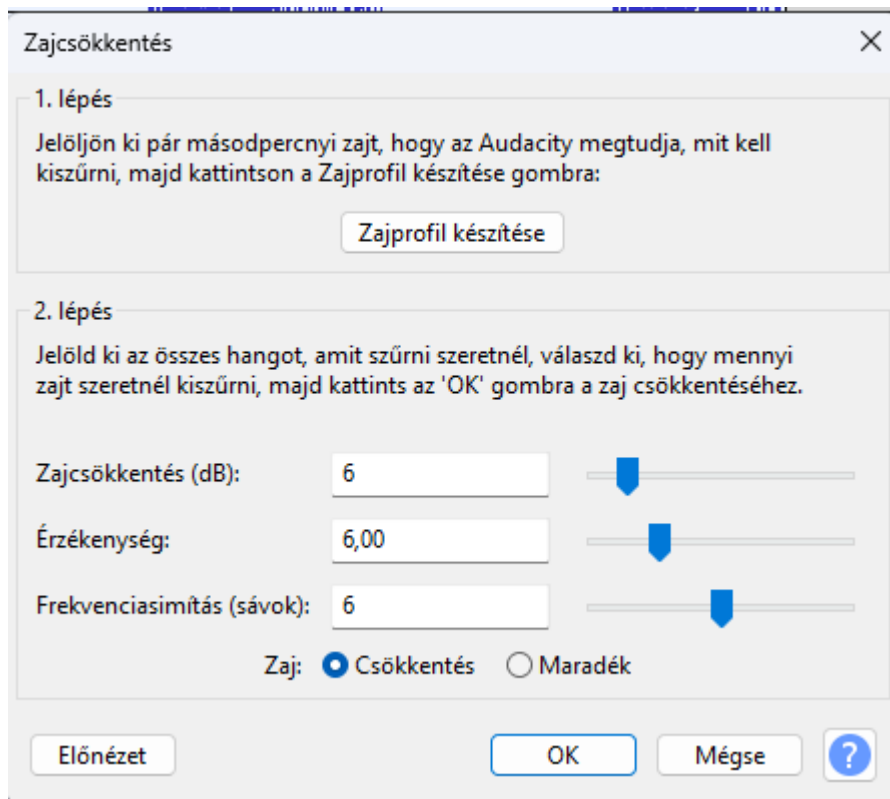 Zajcsökkentés
1. lépés
Jelöljön ki pár másodpercnyi zajt, hogy az Audacity megtudja, mit kell
kiszűrni, majd kattintson a Zajprofil készítése gombra:
Zajprofil készítése
2. lépés
Jelöld ki az összes hangot, amit szűrni szeretnél, válaszd ki, hogy mennyi
zajt szeretnél kiszűrni, majd kattints az 'OK' gombra a zaj csökkentéséhez.
Zajcsökkentés (dB): 6
Érzékenység: 6,00
Frekvenciasimítás (sávok): 6
Zaj: Csökkentés Maradék
Előnézet OK Mégse ?